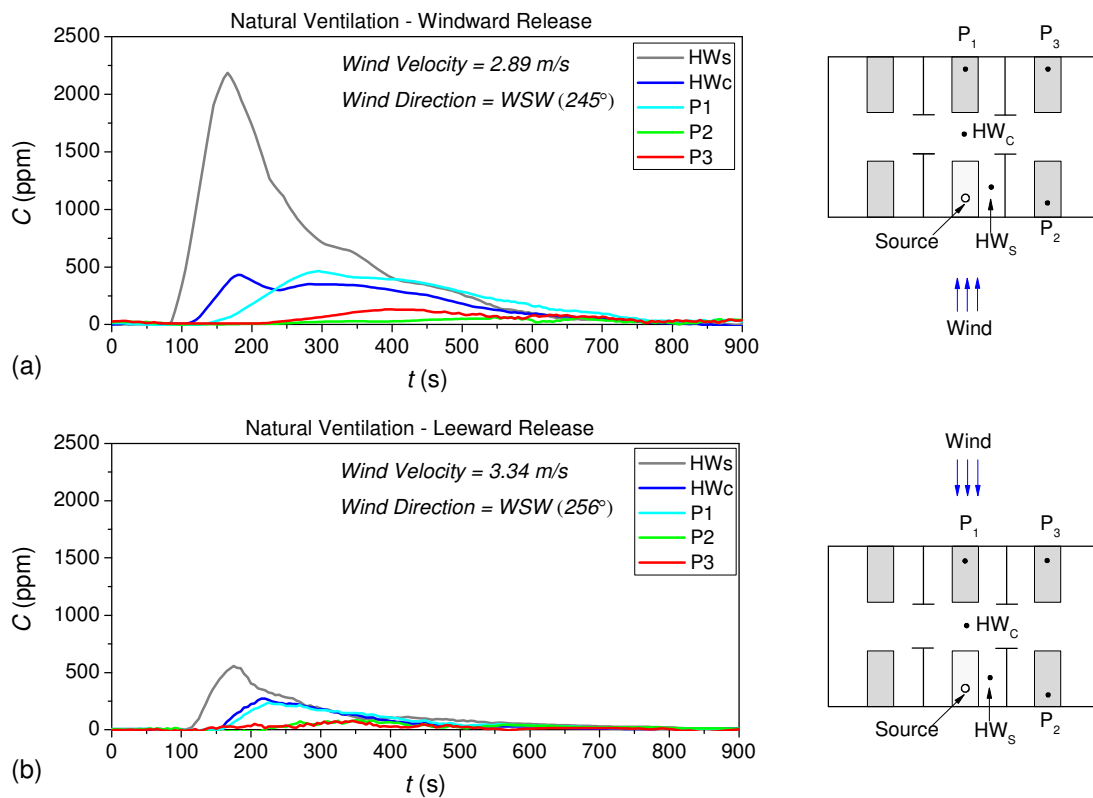 Natural Ventilation - Windward Release
2500
2000
1500
1000
500
0
C (ppm)
Wind Velocity = 2.89 m/s
Wind Direction = WSW (245°)
HWs
HWc
P1
P2
P3
0 100 200 300 400 500 600 700 800 900
t (s)
(a)
P1 P3
HWC
Source HWS P2
Wind
Natural Ventilation - Leeward Release
2500
2000
1500
1000
500
0
C (ppm)
Wind Velocity = 3.34 m/s
Wind Direction = WSW (256°)
HWs
HWc
P1
P2
P3
0 100 200 300 400 500 600 700 800 900
t (s)
(b)
Wind
P1 P3
HWC
Source HWS P2